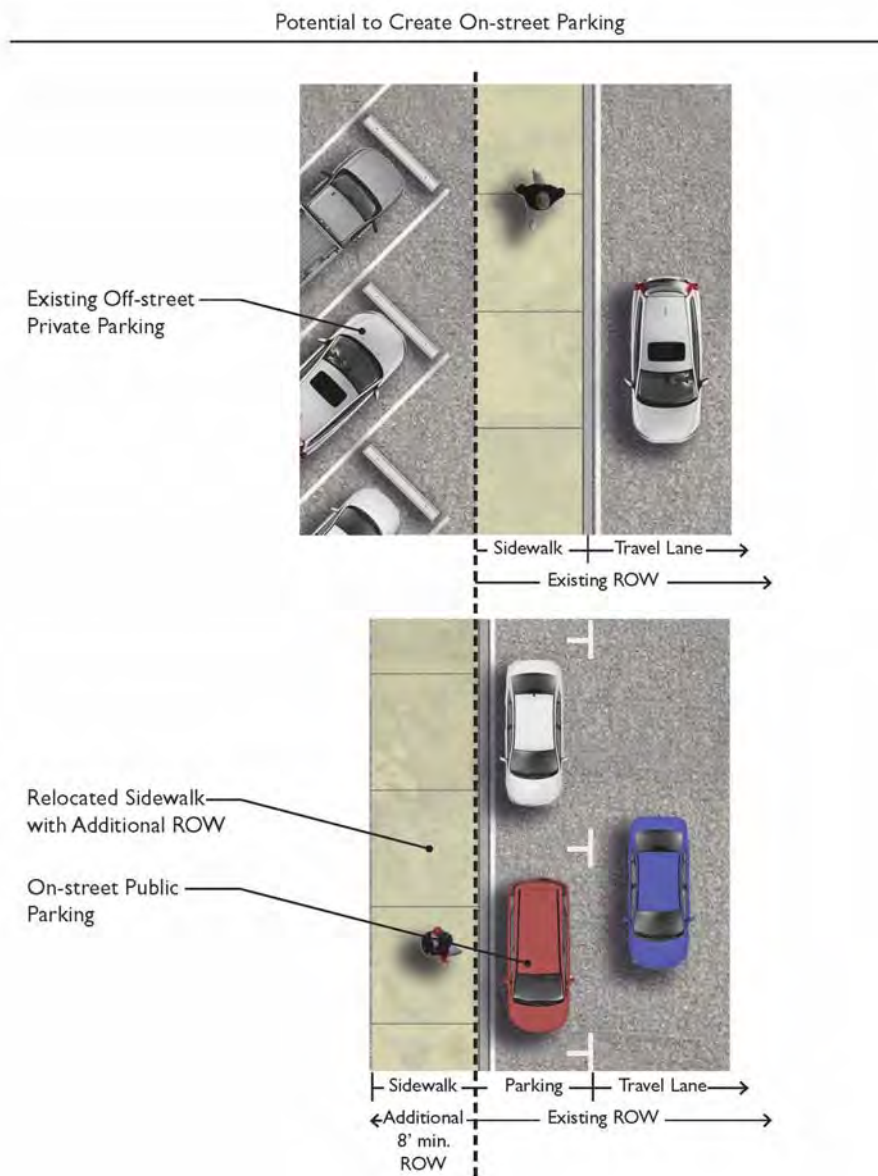 Potential to Create On-street Parking
Existing Off-street
Private Parking
Sidewalk
Travel Lane
Existing ROW
Relocated Sidewalk
with Additional ROW
On-street Public
Parking
Sidewalk
Parking
Travel Lane
Additional
8' min.
ROW
Existing ROW